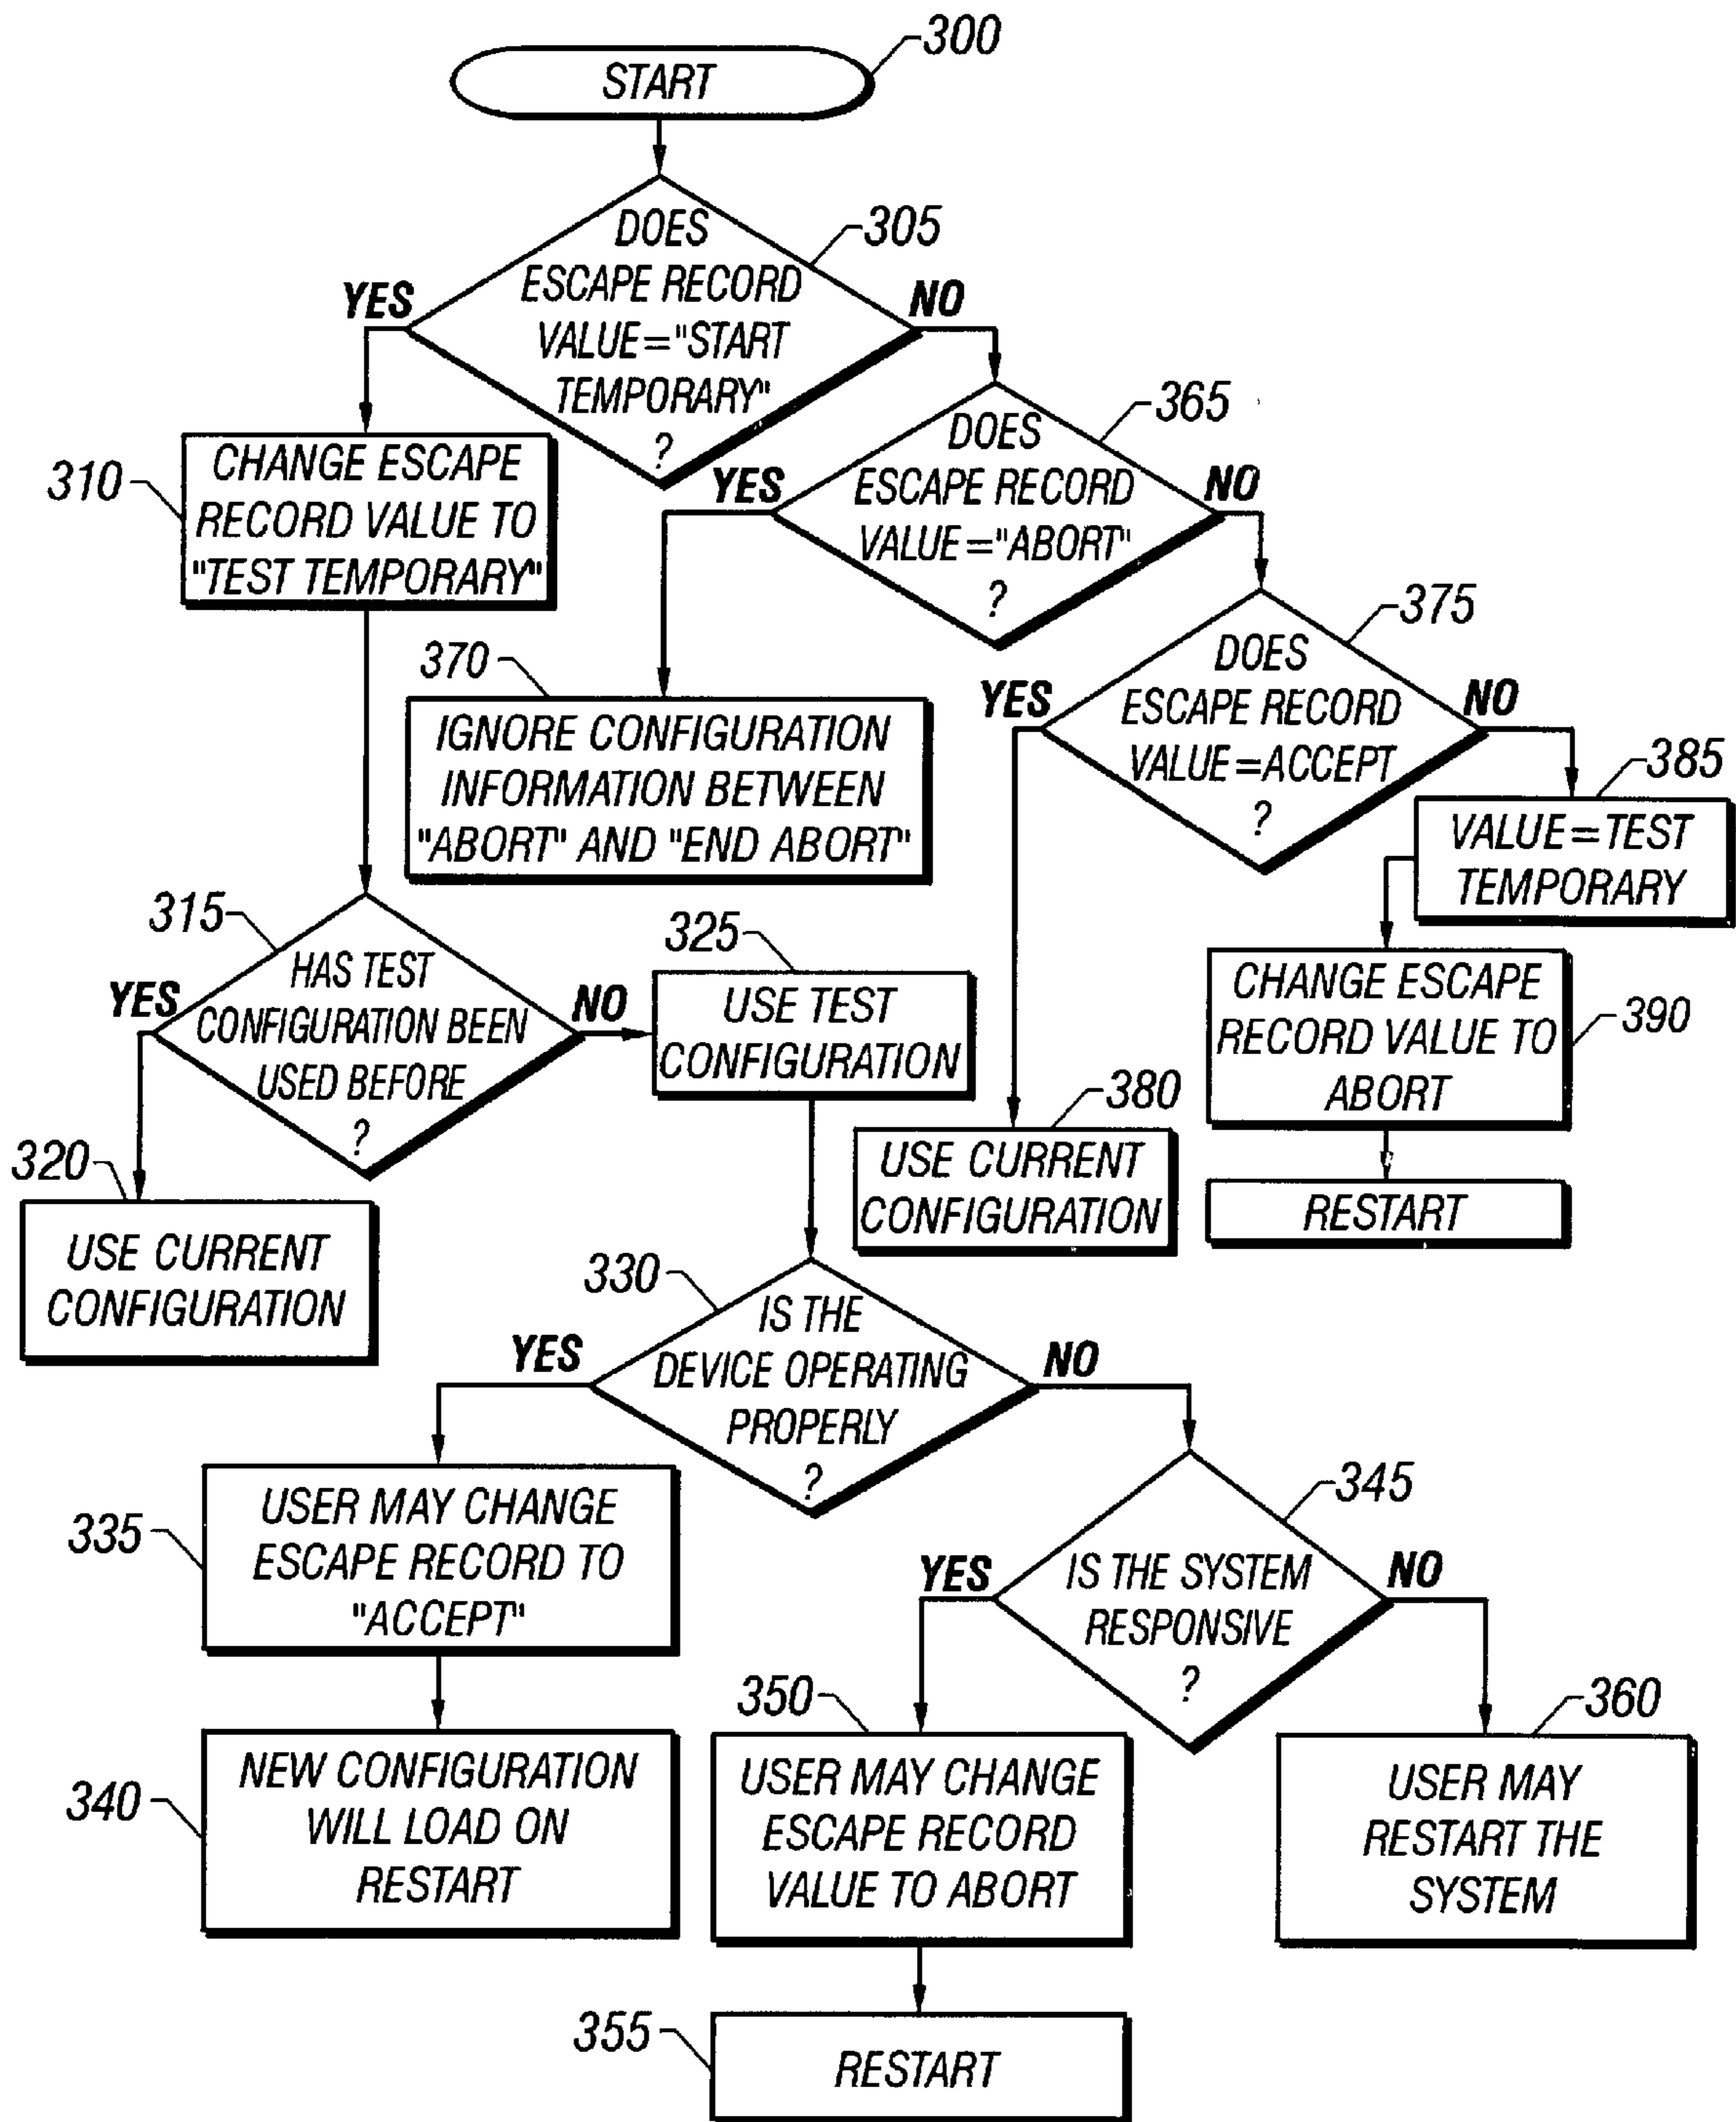 300
START
305
DOES
ESCAPE RECORD
VALUE="START
TEMPORARY"
?
YES
NO
310
CHANGE ESCAPE
RECORD VALUE TO
"TEST TEMPORARY"
365
DOES
ESCAPE RECORD
VALUE="ABORT"
?
YES
NO
370
IGNORE CONFIGURATION
INFORMATION BETWEEN
"ABORT" AND "END ABORT"
375
DOES
ESCAPE RECORD
VALUE=ACCEPT
?
YES
NO
385
VALUE=TEST
TEMPORARY
315
HAS TEST
CONFIGURATION BEEN
USED BEFORE
?
YES
NO
325
USE TEST
CONFIGURATION
CHANGE ESCAPE
RECORD VALUE TO
ABORT
390
320
USE CURRENT
CONFIGURATION
380
USE CURRENT
CONFIGURATION
RESTART
330
IS THE
DEVICE OPERATING
PROPERLY
?
YES
NO
335
USER MAY CHANGE
ESCAPE RECORD TO
"ACCEPT"
345
IS THE SYSTEM
RESPONSIVE
?
YES
NO
340
NEW CONFIGURATION
WILL LOAD ON
RESTART
350
USER MAY CHANGE
ESCAPE RECORD
VALUE TO ABORT
360
USER MAY
RESTART THE
SYSTEM
355
RESTART